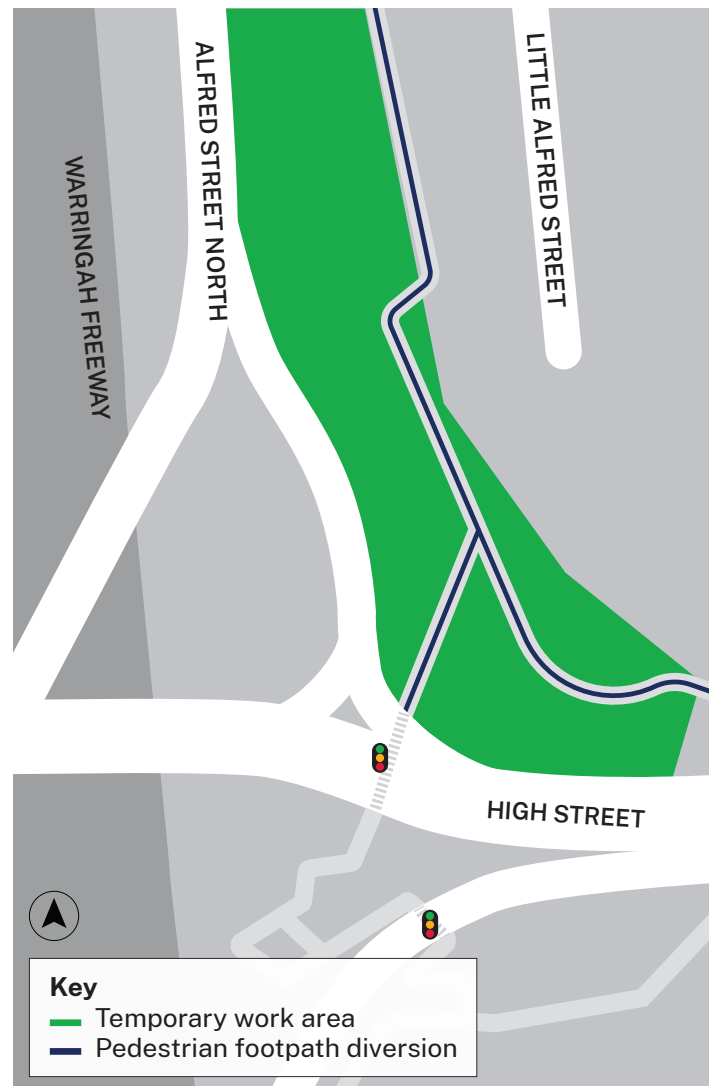 ALFRED STREET NORTH
LITTLE ALFRED STREET
WARRINGAH FREEWAY
HIGH STREET
Key
Temporary work area
Pedestrian footpath diversion